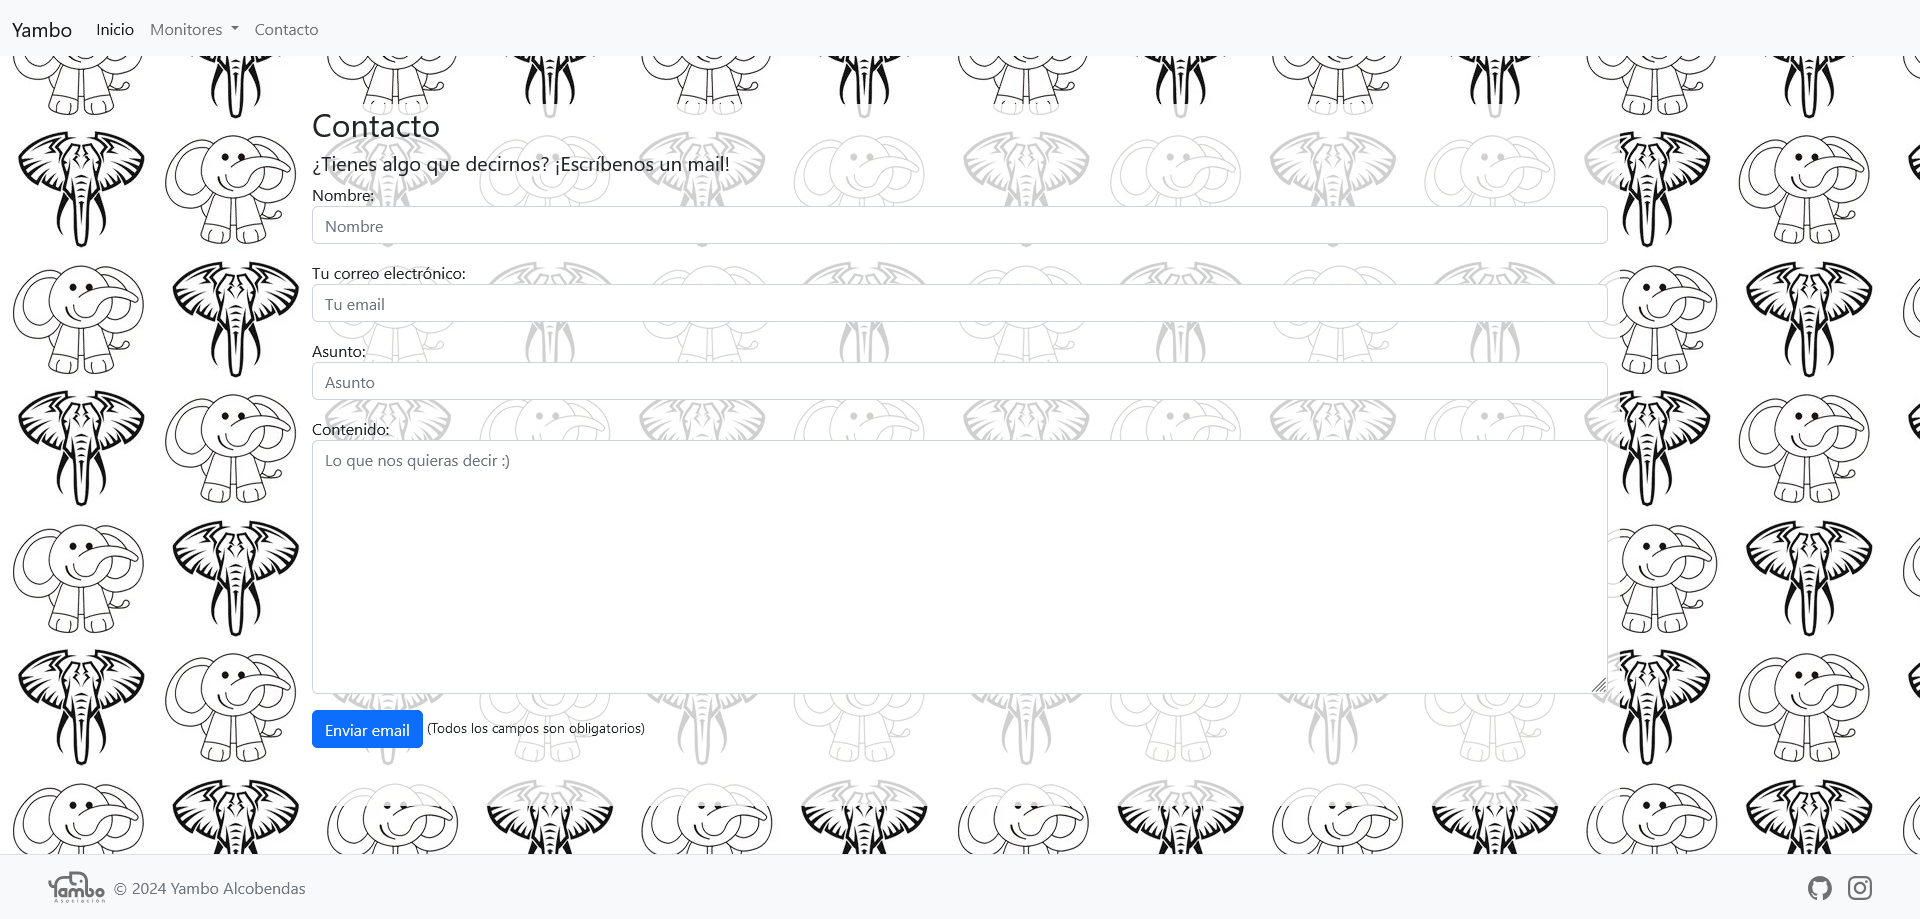 Yambo Inicio Monitores Contacto
Contacto
¿Tienes algo que decirnos? ¡Escríbenos un mail!
Nombre:
Nombre
Tu correo electrónico:
Tu email
Asunto:
Asunto
Contenido:
Lo que nos quieras decir :)
Enviar email (Todos los campos son obligatorios)
Yambo
Asociación
© 2024 Yambo Alcobendas